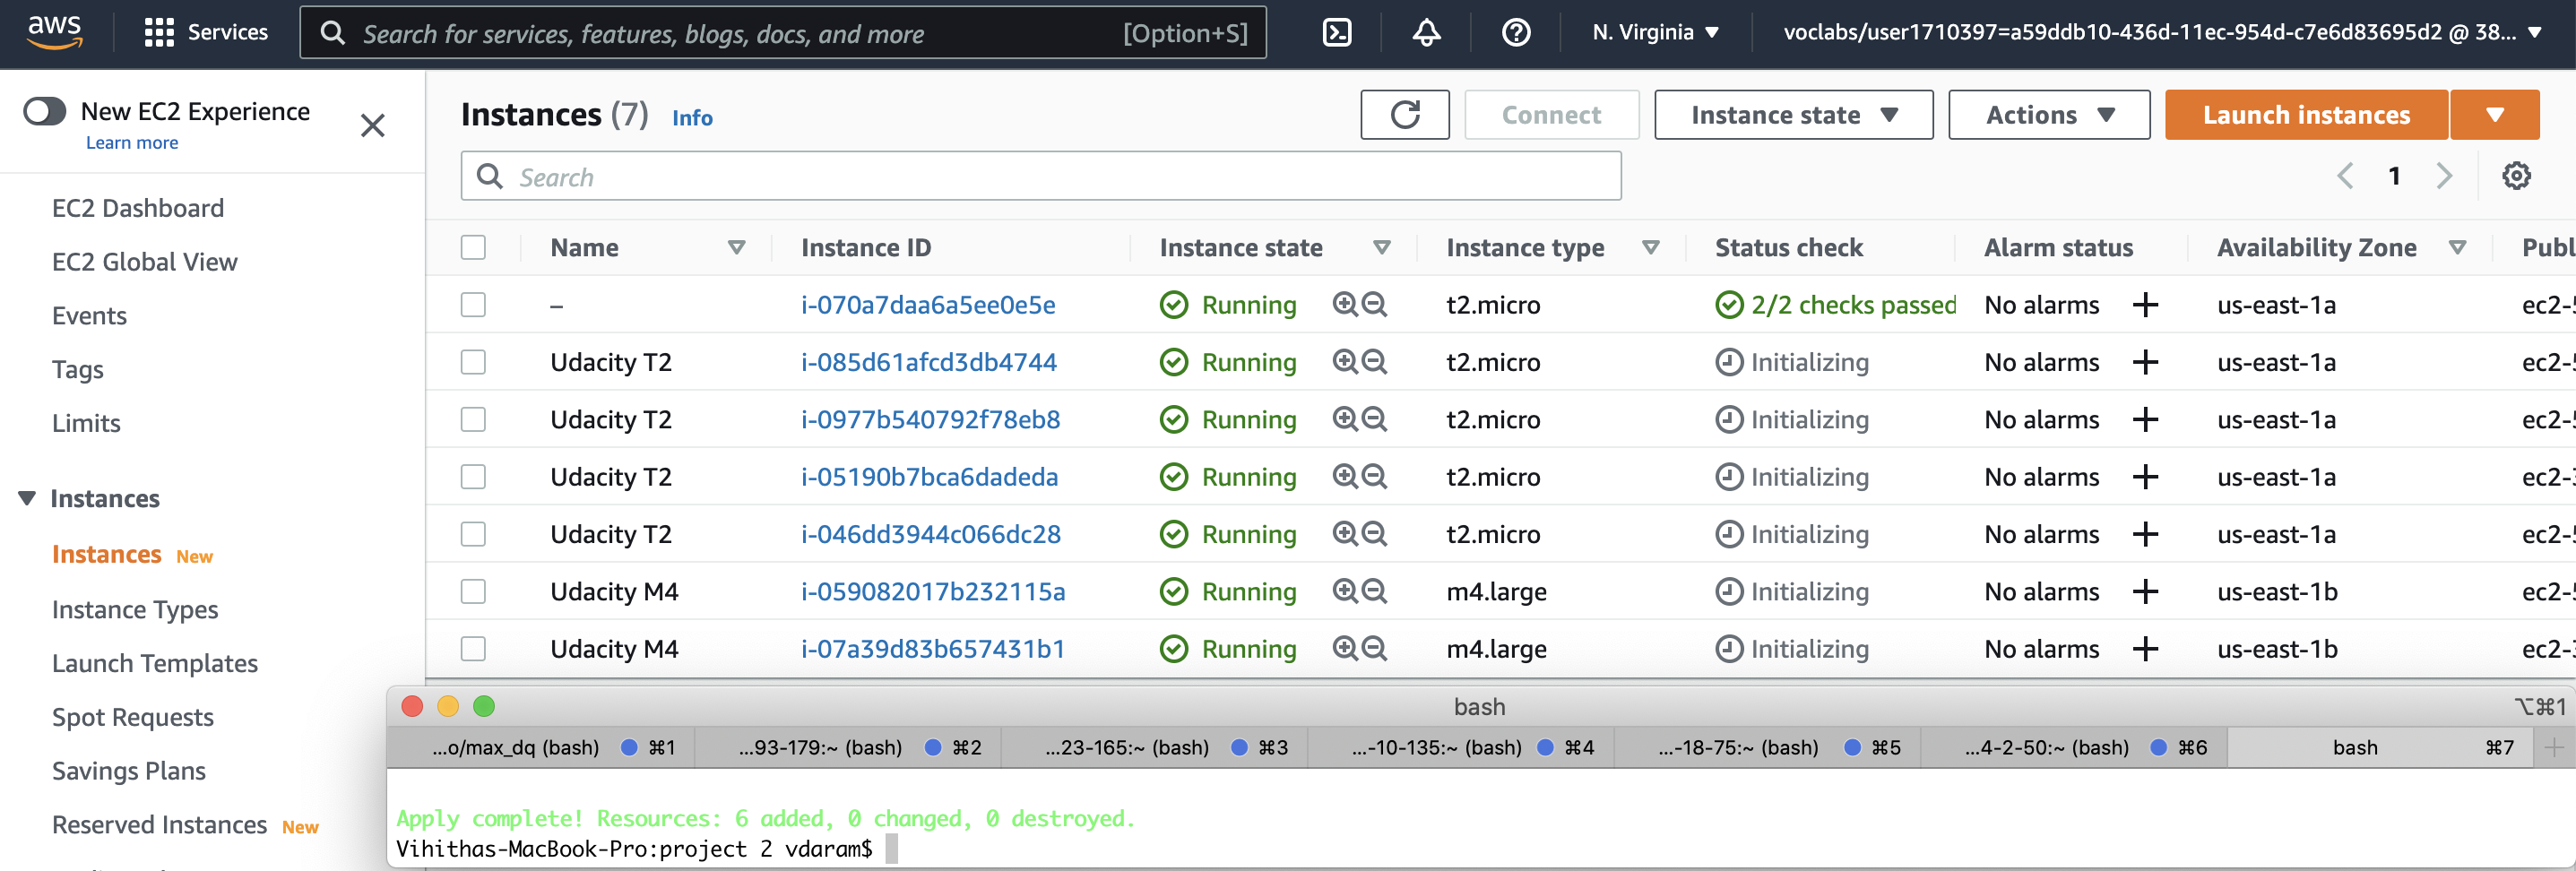 aws Services Search for services, features, blogs, docs, and more [Option+S] N. Virginia voclabs/user1710397=a59ddb10-436d-11ec-954d-c7e6d83695d2 @ 38...
New EC2 Experience
Learn more
EC2 Dashboard
EC2 Global View
Events
Tags
Limits
Instances
Instances New
Instance Types
Launch Templates
Spot Requests
Savings Plans
Reserved Instances New
Instances (7) Info Connect Instance state Actions Launch instances
Search 1
Name Instance ID Instance state Instance type Status check Alarm status Availability Zone Publ
– i-070a7daa6a5ee0e5e Running t2.micro 2/2 checks passed No alarms + us-east-1a ec2-5
Udacity T2 i-085d61afcd3db4744 Running t2.micro Initializing No alarms + us-east-1a ec2-5
Udacity T2 i-0977b540792f78eb8 Running t2.micro Initializing No alarms + us-east-1a ec2-5
Udacity T2 i-05190b7bca6dadeda Running t2.micro Initializing No alarms + us-east-1a ec2-3
Udacity T2 i-046dd3944c066dc28 Running t2.micro Initializing No alarms + us-east-1a ec2-5
Udacity M4 i-059082017b232115a Running m4.large Initializing No alarms + us-east-1b ec2-5
Udacity M4 i-07a39d83b657431b1 Running m4.large Initializing No alarms + us-east-1b ec2-3
bash ⌥⌘1
...o/max_dq (bash) ⌘1 ...93-179:~ (bash) ⌘2 ...23-165:~ (bash) ⌘3 ...-10-135:~ (bash) ⌘4 ...-18-75:~ (bash) ⌘5 ...4-2-50:~ (bash) ⌘6 bash ⌘7 +
Apply complete! Resources: 6 added, 0 changed, 0 destroyed.
Vihithas-MacBook-Pro:project 2 vdaram$